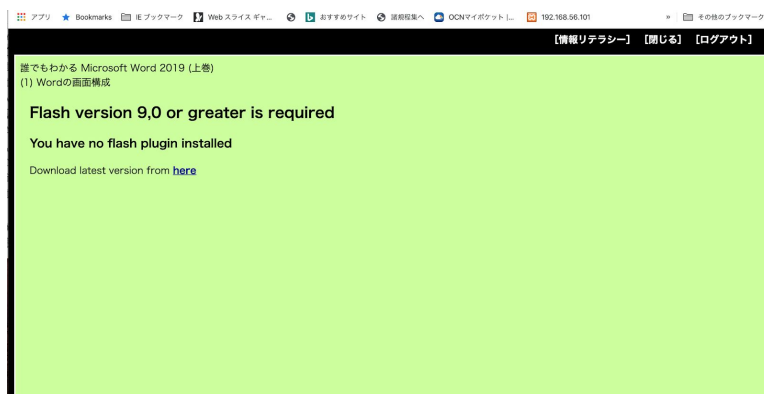 アプリ ★ Bookmarks IE ブックマーク Web スライス ギャ... おすすめサイト 諸規程集へ OCNマイポケット |... 192.168.56.101 » その他のブックマーク
[情報リテラシー] [閉じる] [ログアウト]
誰でもわかる Microsoft Word 2019 (上巻)
(1) Wordの画面構成
Flash version 9,0 or greater is required
You have no flash plugin installed
Download latest version from here